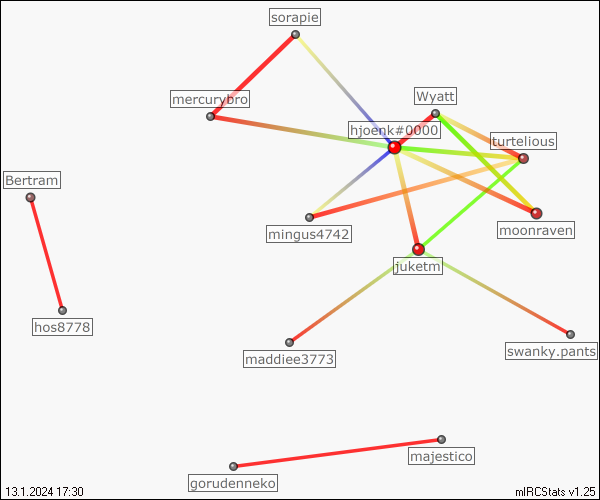 sorapie
mercurybro
Wyatt
hjoenk#0000
turtelious
Bertram
mingus4742
moonraven
juketm
hos8778
maddiee3773
swanky.pants
majestico
gorudenneko
13.1.2024 17:30
mIRCStats v1.25